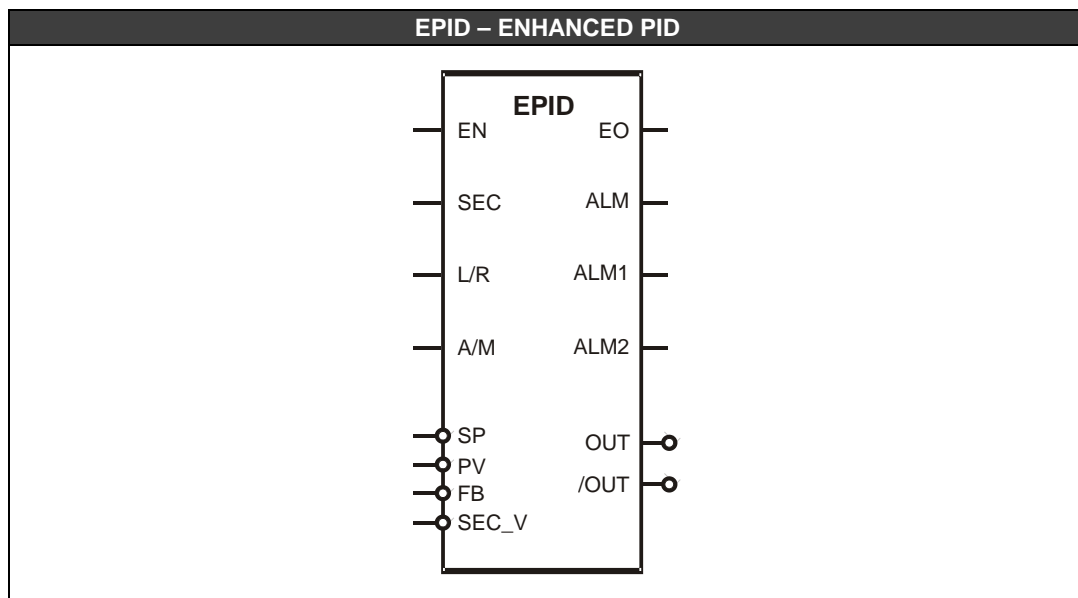 EPID – ENHANCED PID
EPID
EN EO
SEC ALM
L/R ALM1
A/M ALM2
SP
OUT
PV
/OUT
FB
SEC_V